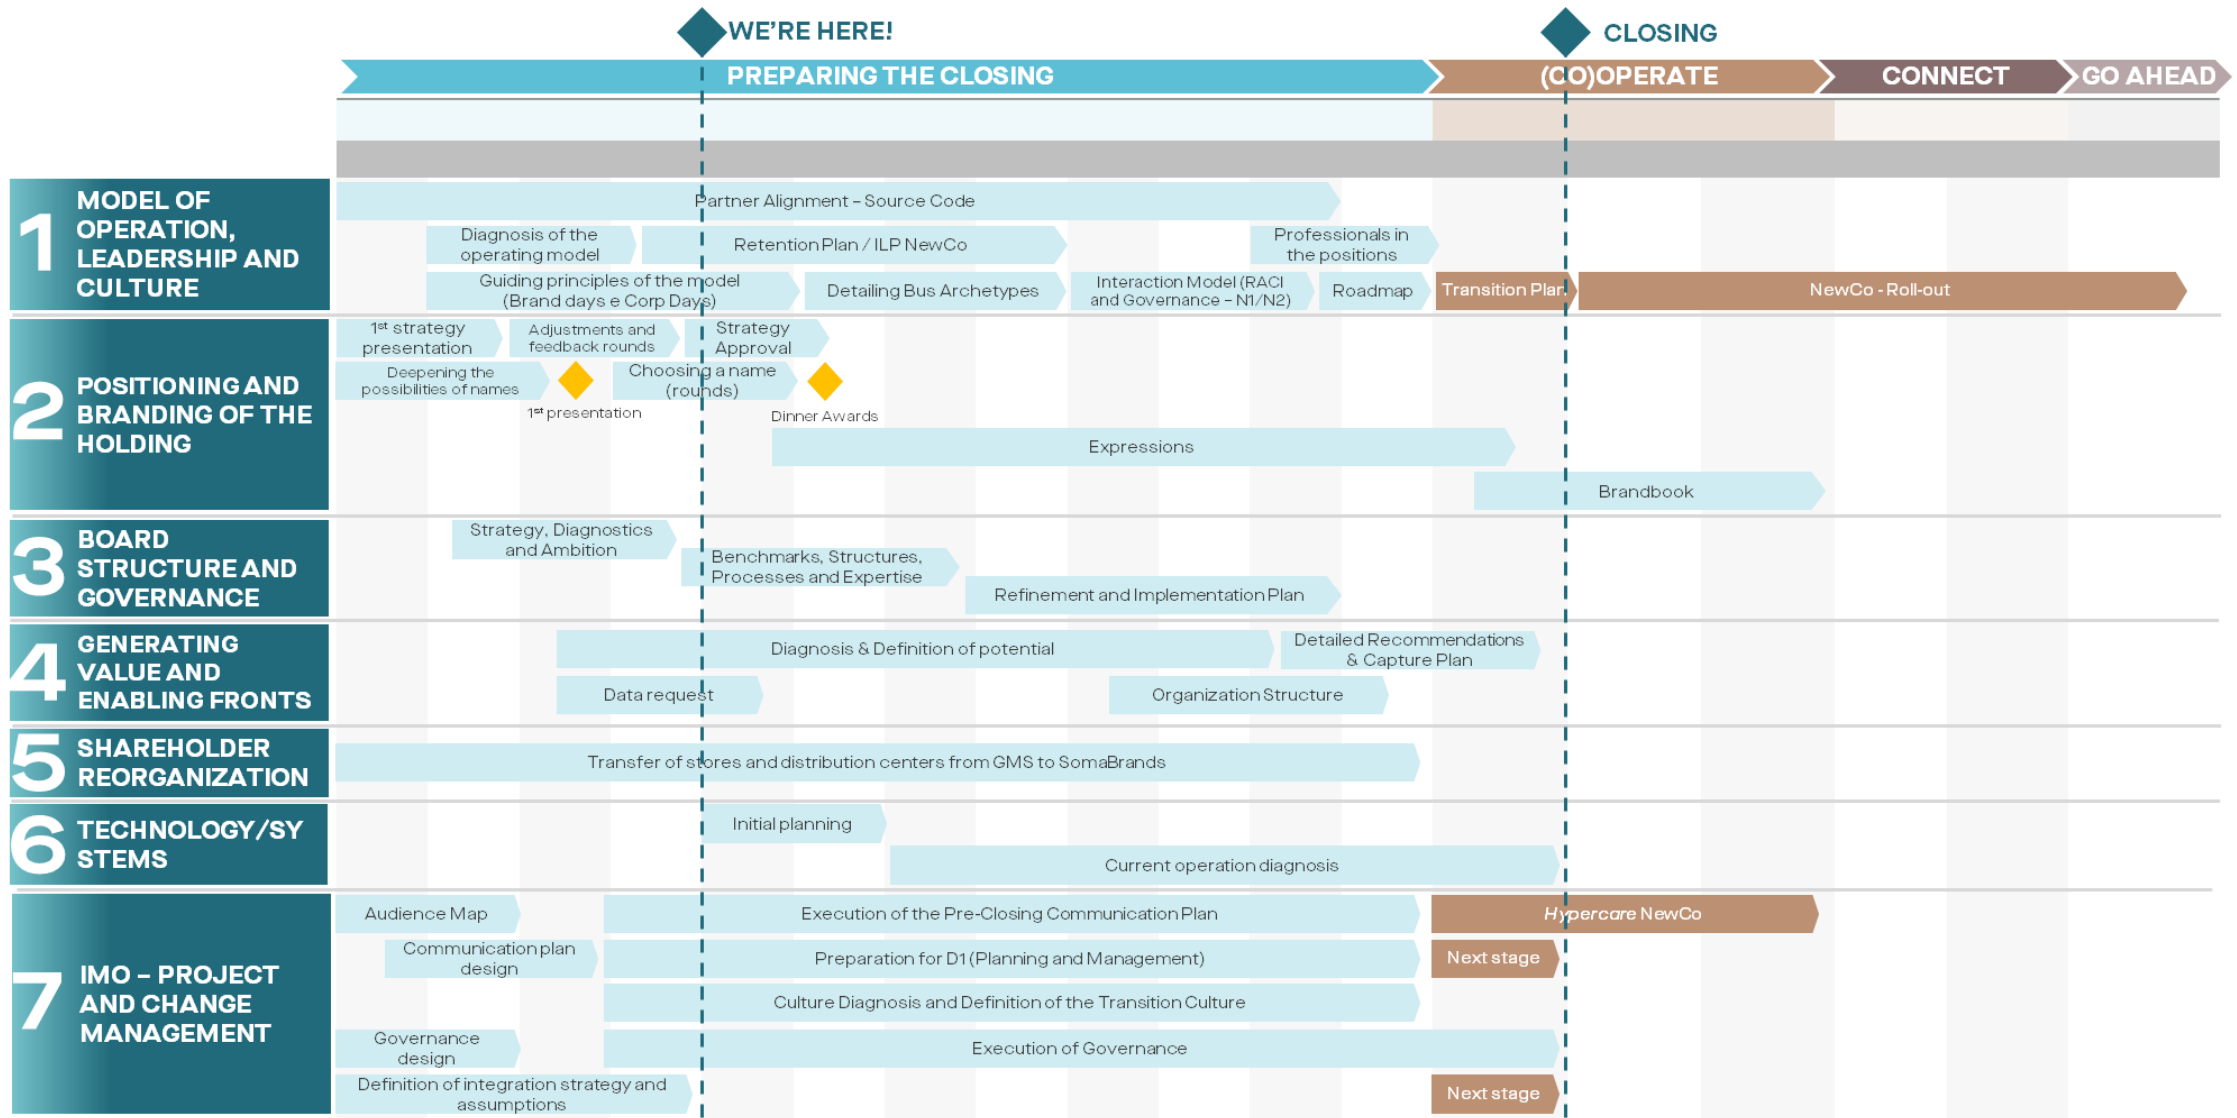 WE'RE HERE!
CLOSING
PREPARING THE CLOSING
(CO)OPERATE
CONNECT
GO AHEAD
1
MODEL OF
OPERATION,
LEADERSHIP AND
CULTURE
Partner Alignment – Source Code
Diagnosis of the
operating model
Retention Plan / ILP NewCo
Professionals in
the positions
Guiding principles of the model
(Brand days e Corp Days)
Detailing Bus Archetypes
Interaction Model (RACI
and Governance – N1/N2)
Roadmap
Transition Plan
NewCo - Roll-out
2
POSITIONING AND
BRANDING OF THE
HOLDING
1st strategy
presentation
Adjustments and
feedback rounds
Strategy
Approval
Deepening the
possibilities of names
1st presentation
Choosing a name
(rounds)
Dinner Awards
Expressions
Brandbook
3
BOARD
STRUCTURE AND
GOVERNANCE
Strategy, Diagnostics
and Ambition
Benchmarks, Structures,
Processes and Expertise
Refinement and Implementation Plan
4
GENERATING
VALUE AND
ENABLING FRONTS
Diagnosis & Definition of potential
Detailed Recommendations
& Capture Plan
Data request
Organization Structure
5
SHAREHOLDER
REORGANIZATION
Transfer of stores and distribution centers from GMS to SomaBrands
6
TECHNOLOGY/SY
STEMS
Initial planning
Current operation diagnosis
7
IMO – PROJECT
AND CHANGE
MANAGEMENT
Audience Map
Execution of the Pre-Closing Communication Plan
Hypercare NewCo
Communication plan
design
Preparation for D1 (Planning and Management)
Next stage
Culture Diagnosis and Definition of the Transition Culture
Governance
design
Execution of Governance
Definition of integration strategy and
assumptions
Next stage